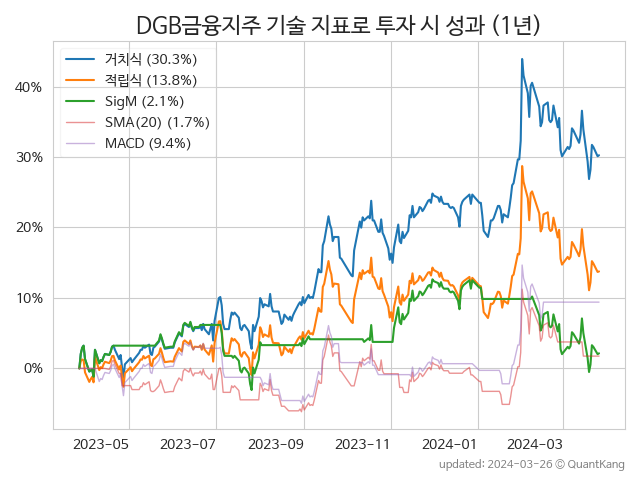 DGB금융지주 기술 지표로 투자 시 성과 (1년)
거치식 (30.3%)
적립식 (13.8%)
SigM (2.1%)
SMA(20) (1.7%)
MACD (9.4%)
40%
30%
20%
10%
0%
2023-05 2023-07 2023-09 2023-11 2024-01 2024-03
updated: 2024-03-26 © QuantKang